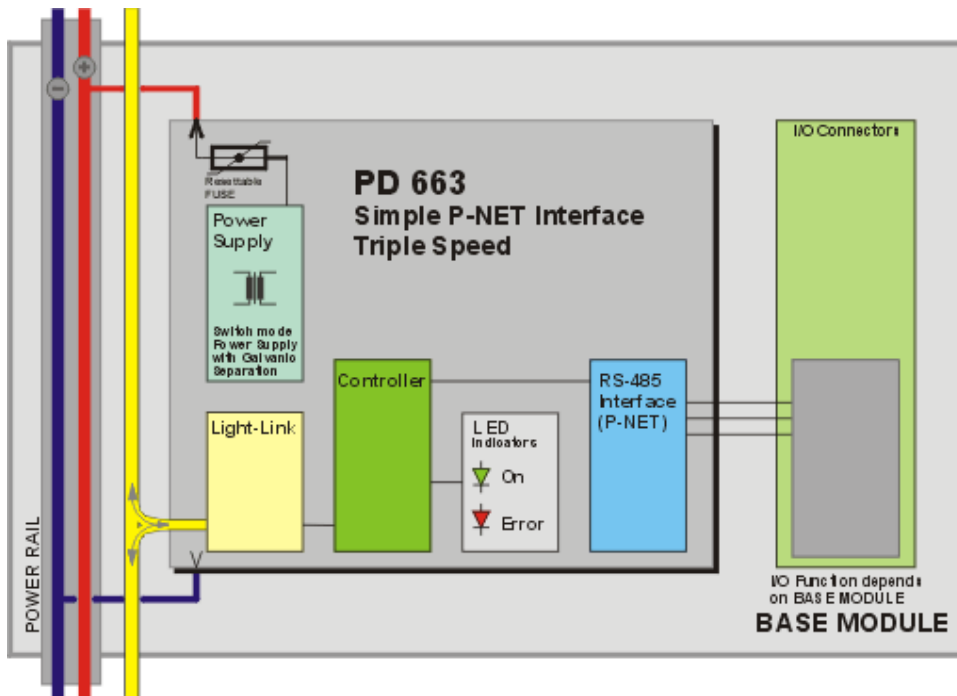 I/O Connectors
+
−
Resettable
FUSE
PD 663
Simple P-NET Interface
Triple Speed
Power
Supply
Switch mode
Power Supply
with Galvanic
Separation
Controller
RS-485
Interface
(P-NET)
Light-Link
LED
Indicators
On
Error
POWER RAIL
I/O Function depends
on BASE MODULE
BASE MODULE